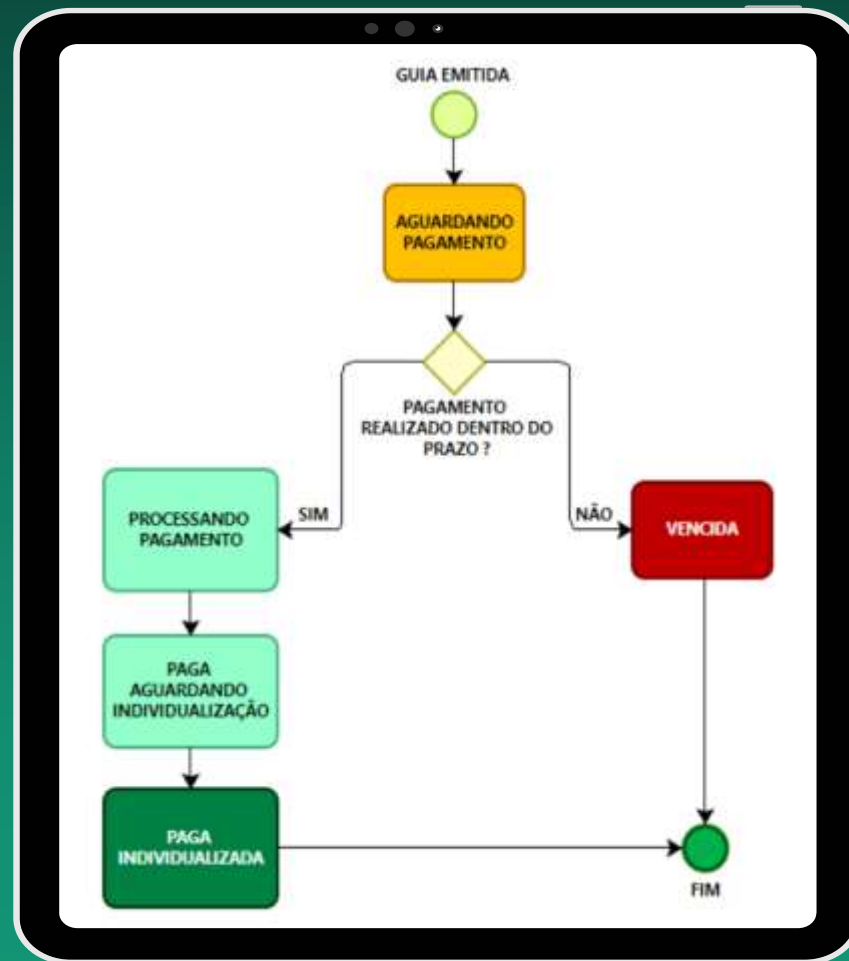 GUIA EMITIDA
AGUARDANDO
PAGAMENTO
PAGAMENTO
REALIZADO DENTRO DO
PRAZO ?
SIM
NÃO
PROCESSANDO
PAGAMENTO
VENCIDA
PAGA
AGUARDANDO
INDIVIDUALIZAÇÃO
PAGA
INDIVIDUALIZADA
FIM